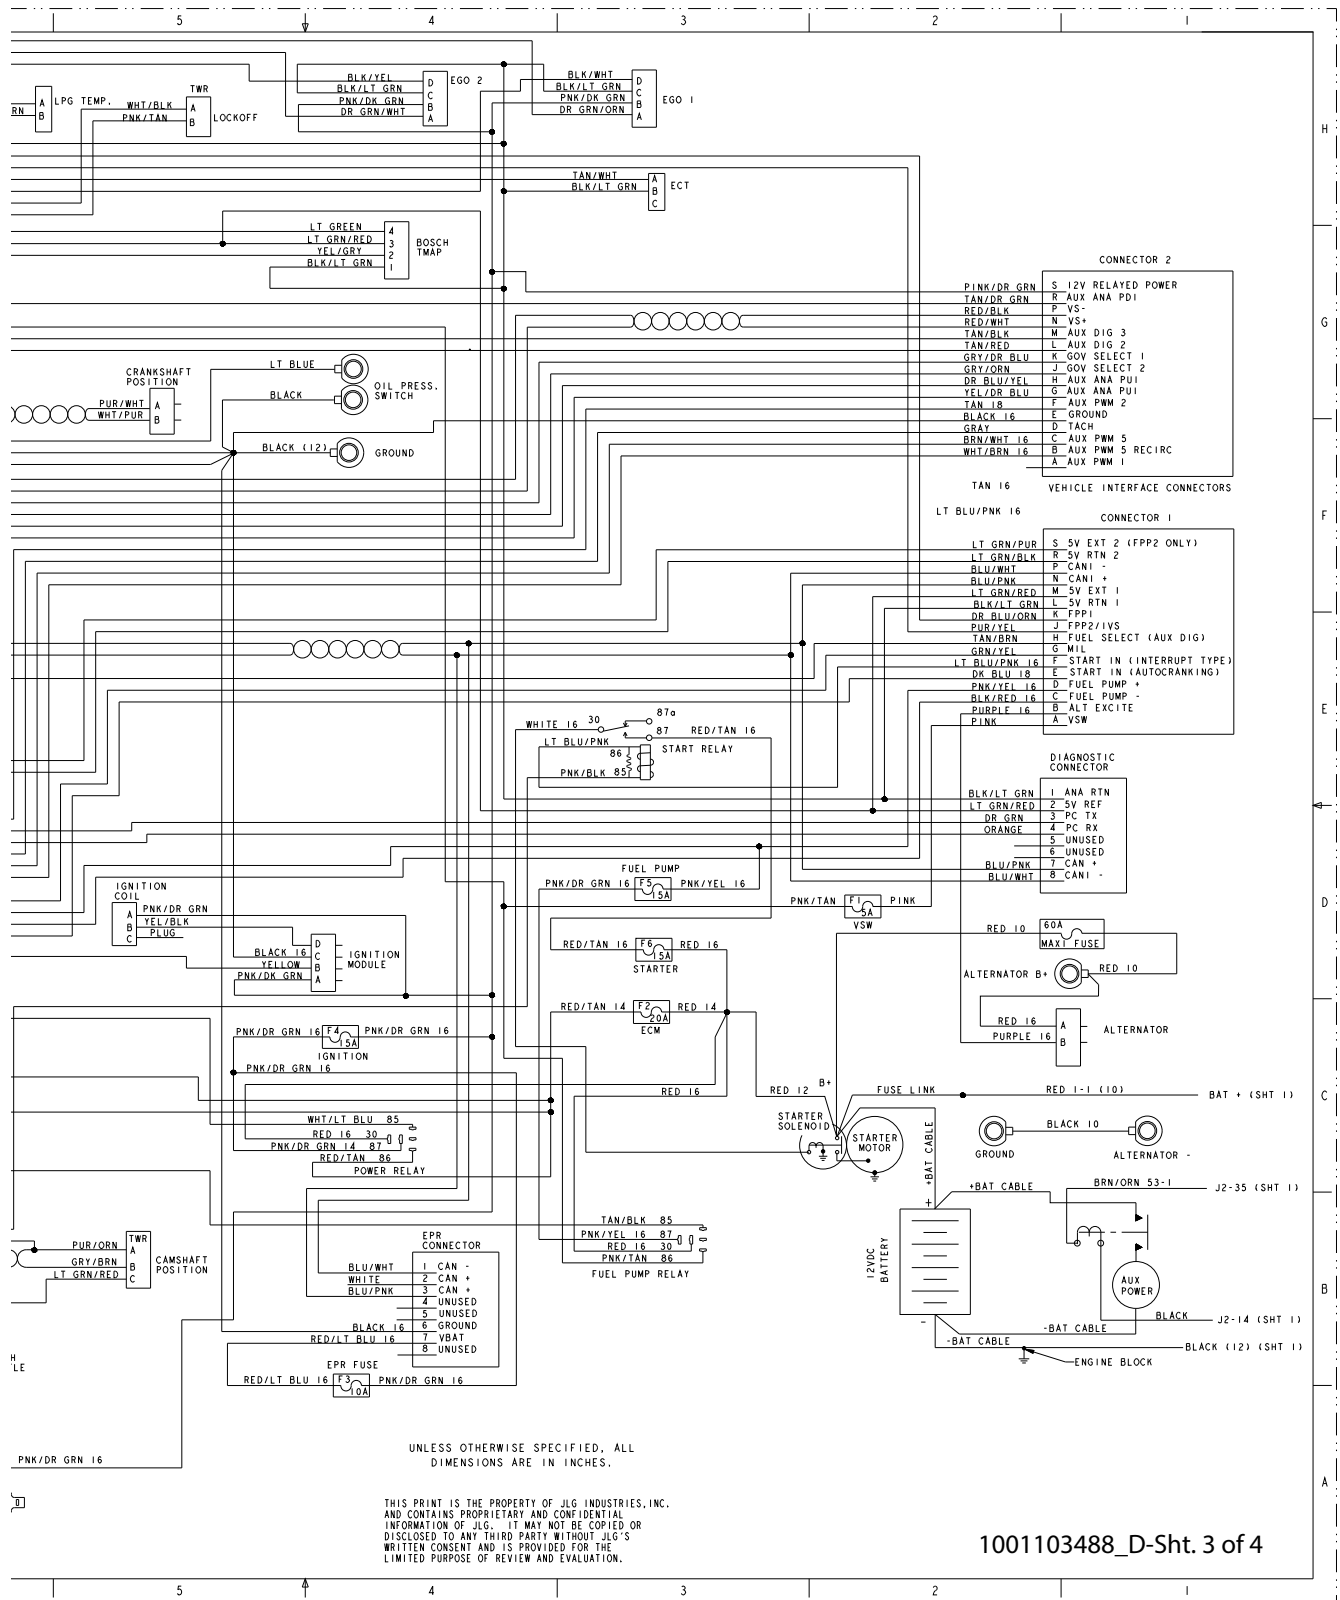 5 4 3 2 1
LPG TEMP.
A
B
RN
TWR
WHT/BLK A
PNK/TAN B
LOCKOFF
BLK/YEL D
BLK/LT GRN C
PNK/DK GRN B
DR GRN/WHT A
EGO 2
BLK/WHT D
BLK/LT GRN C
PNK/DK GRN B
DR GRN/ORN A
EGO 1
H
TAN/WHT A
BLK/LT GRN B
C
ECT
LT GREEN 4
LT GRN/RED 3
YEL/GRY 2
BLK/LT GRN 1
BOSCH
TMAP
CONNECTOR 2
PINK/DR GRN S 12V RELAYED POWER
TAN/DR GRN R AUX ANA PD1
RED/BLK P VS-
RED/WHT N VS+
TAN/BLK M AUX DIG 3
TAN/RED L AUX DIG 2
GRY/DR BLU K GOV SELECT 1
GRY/ORN J GOV SELECT 2
DR BLU/YEL H AUX ANA PU1
YEL/DR BLU G AUX ANA PU1
TAN 18 F AUX PWM 2
BLACK 16 E GROUND
GRAY D TACH
BRN/WHT 16 C AUX PWM 5
WHT/BRN 16 B AUX PWM 5 RECIRC
A AUX PWM 1
TAN 16
VEHICLE INTERFACE CONNECTORS
G
CRANKSHAFT
POSITION
PUR/WHT A
WHT/PUR B
LT BLUE
BLACK
OIL PRESS.
SWITCH
BLACK (12)
GROUND
LT BLU/PNK 16
F
CONNECTOR 1
LT GRN/PUR S 5V EXT 2 (FPP2 ONLY)
LT GRN/BLK R 5V RTN 2
BLU/WHT P CAN1 -
BLU/PNK N CAN1 +
LT GRN/RED M 5V EXT 1
BLK/LT GRN L 5V RTN 1
DR BLU/ORN K FPP1
PUR/YEL J FPP2/IVS
TAN/BRN H FUEL SELECT (AUX DIG)
GRN/YEL G MIL
LT BLU/PNK 16 F START IN (INTERRUPT TYPE)
DK BLU 18 E START IN (AUTOCRANKING)
PNK/YEL 16 D FUEL PUMP +
BLK/RED 16 C FUEL PUMP -
PURPLE 16 B ALT EXCITE
PINK A VSW
E
WHITE 16 30
87a
87 RED/TAN 16
LT BLU/PNK
86
START RELAY
PNK/BLK 85
DIAGNOSTIC
CONNECTOR
BLK/LT GRN 1 ANA RTN
LT GRN/RED 2 5V REF
DR GRN 3 PC TX
ORANGE 4 PC RX
5 UNUSED
6 UNUSED
BLU/PNK 7 CAN +
BLU/WHT 8 CAN1 -
FUEL PUMP
PNK/DR GRN 16 F5 15A PNK/YEL 16
PNK/TAN F1 5A PINK
VSW
D
IGNITION
COIL
A PNK/DR GRN
B YEL/BLK
C PLUG
D
BLACK 16 C
YELLOW B
PNK/DK GRN A
IGNITION
MODULE
RED/TAN 16 F6 15A RED 16
STARTER
RED 10 60A
MAXI FUSE
ALTERNATOR B+ RED 10
RED/TAN 14 F2 20A RED 14
ECM
RED 16 A
PURPLE 16 B
ALTERNATOR
PNK/DR GRN 16 F4 15A PNK/DR GRN 16
IGNITION
PNK/DR GRN 16
RED 16
RED 12
B+
FUSE LINK
RED 1-1 (10)
BAT + (SHT 1)
C
WHT/LT BLU 85
RED 16 30
PNK/DR GRN 14 87
RED/TAN 86
POWER RELAY
STARTER
SOLENOID
STARTER
MOTOR
+BAT CABLE
BLACK 10
GROUND
ALTERNATOR -
+BAT CABLE
BRN/ORN 53-1
J2-35 (SHT 1)
+
TAN/BLK 85
PNK/YEL 16 87
RED 16 30
PNK/TAN 86
FUEL PUMP RELAY
12VDC
BATTERY
AUX
POWER
TWR
PUR/ORN A
GRY/BRN B
LT GRN/RED C
CAMSHAFT
POSITION
EPR
CONNECTOR
BLU/WHT 1 CAN -
WHITE 2 CAN +
BLU/PNK 3 CAN +
4 UNUSED
5 UNUSED
BLACK 16 6 GROUND
RED/LT BLU 16 7 VBAT
8 UNUSED
B
BLACK
J2-14 (SHT 1)
-
-BAT CABLE
-BAT CABLE
BLACK (12) (SHT 1)
ENGINE BLOCK
H
LE
EPR FUSE
RED/LT BLU 16 F3 10A PNK/DR GRN 16
UNLESS OTHERWISE SPECIFIED, ALL
DIMENSIONS ARE IN INCHES.
PNK/DR GRN 16
A
THIS PRINT IS THE PROPERTY OF JLG INDUSTRIES,INC.
AND CONTAINS PROPRIETARY AND CONFIDENTIAL
INFORMATION OF JLG. IT MAY NOT BE COPIED OR
DISCLOSED TO ANY THIRD PARTY WITHOUT JLG'S
WRITTEN CONSENT AND IS PROVIDED FOR THE
LIMITED PURPOSE OF REVIEW AND EVALUATION.
1001103488_D-Sht. 3 of 4
5 4 3 2 1